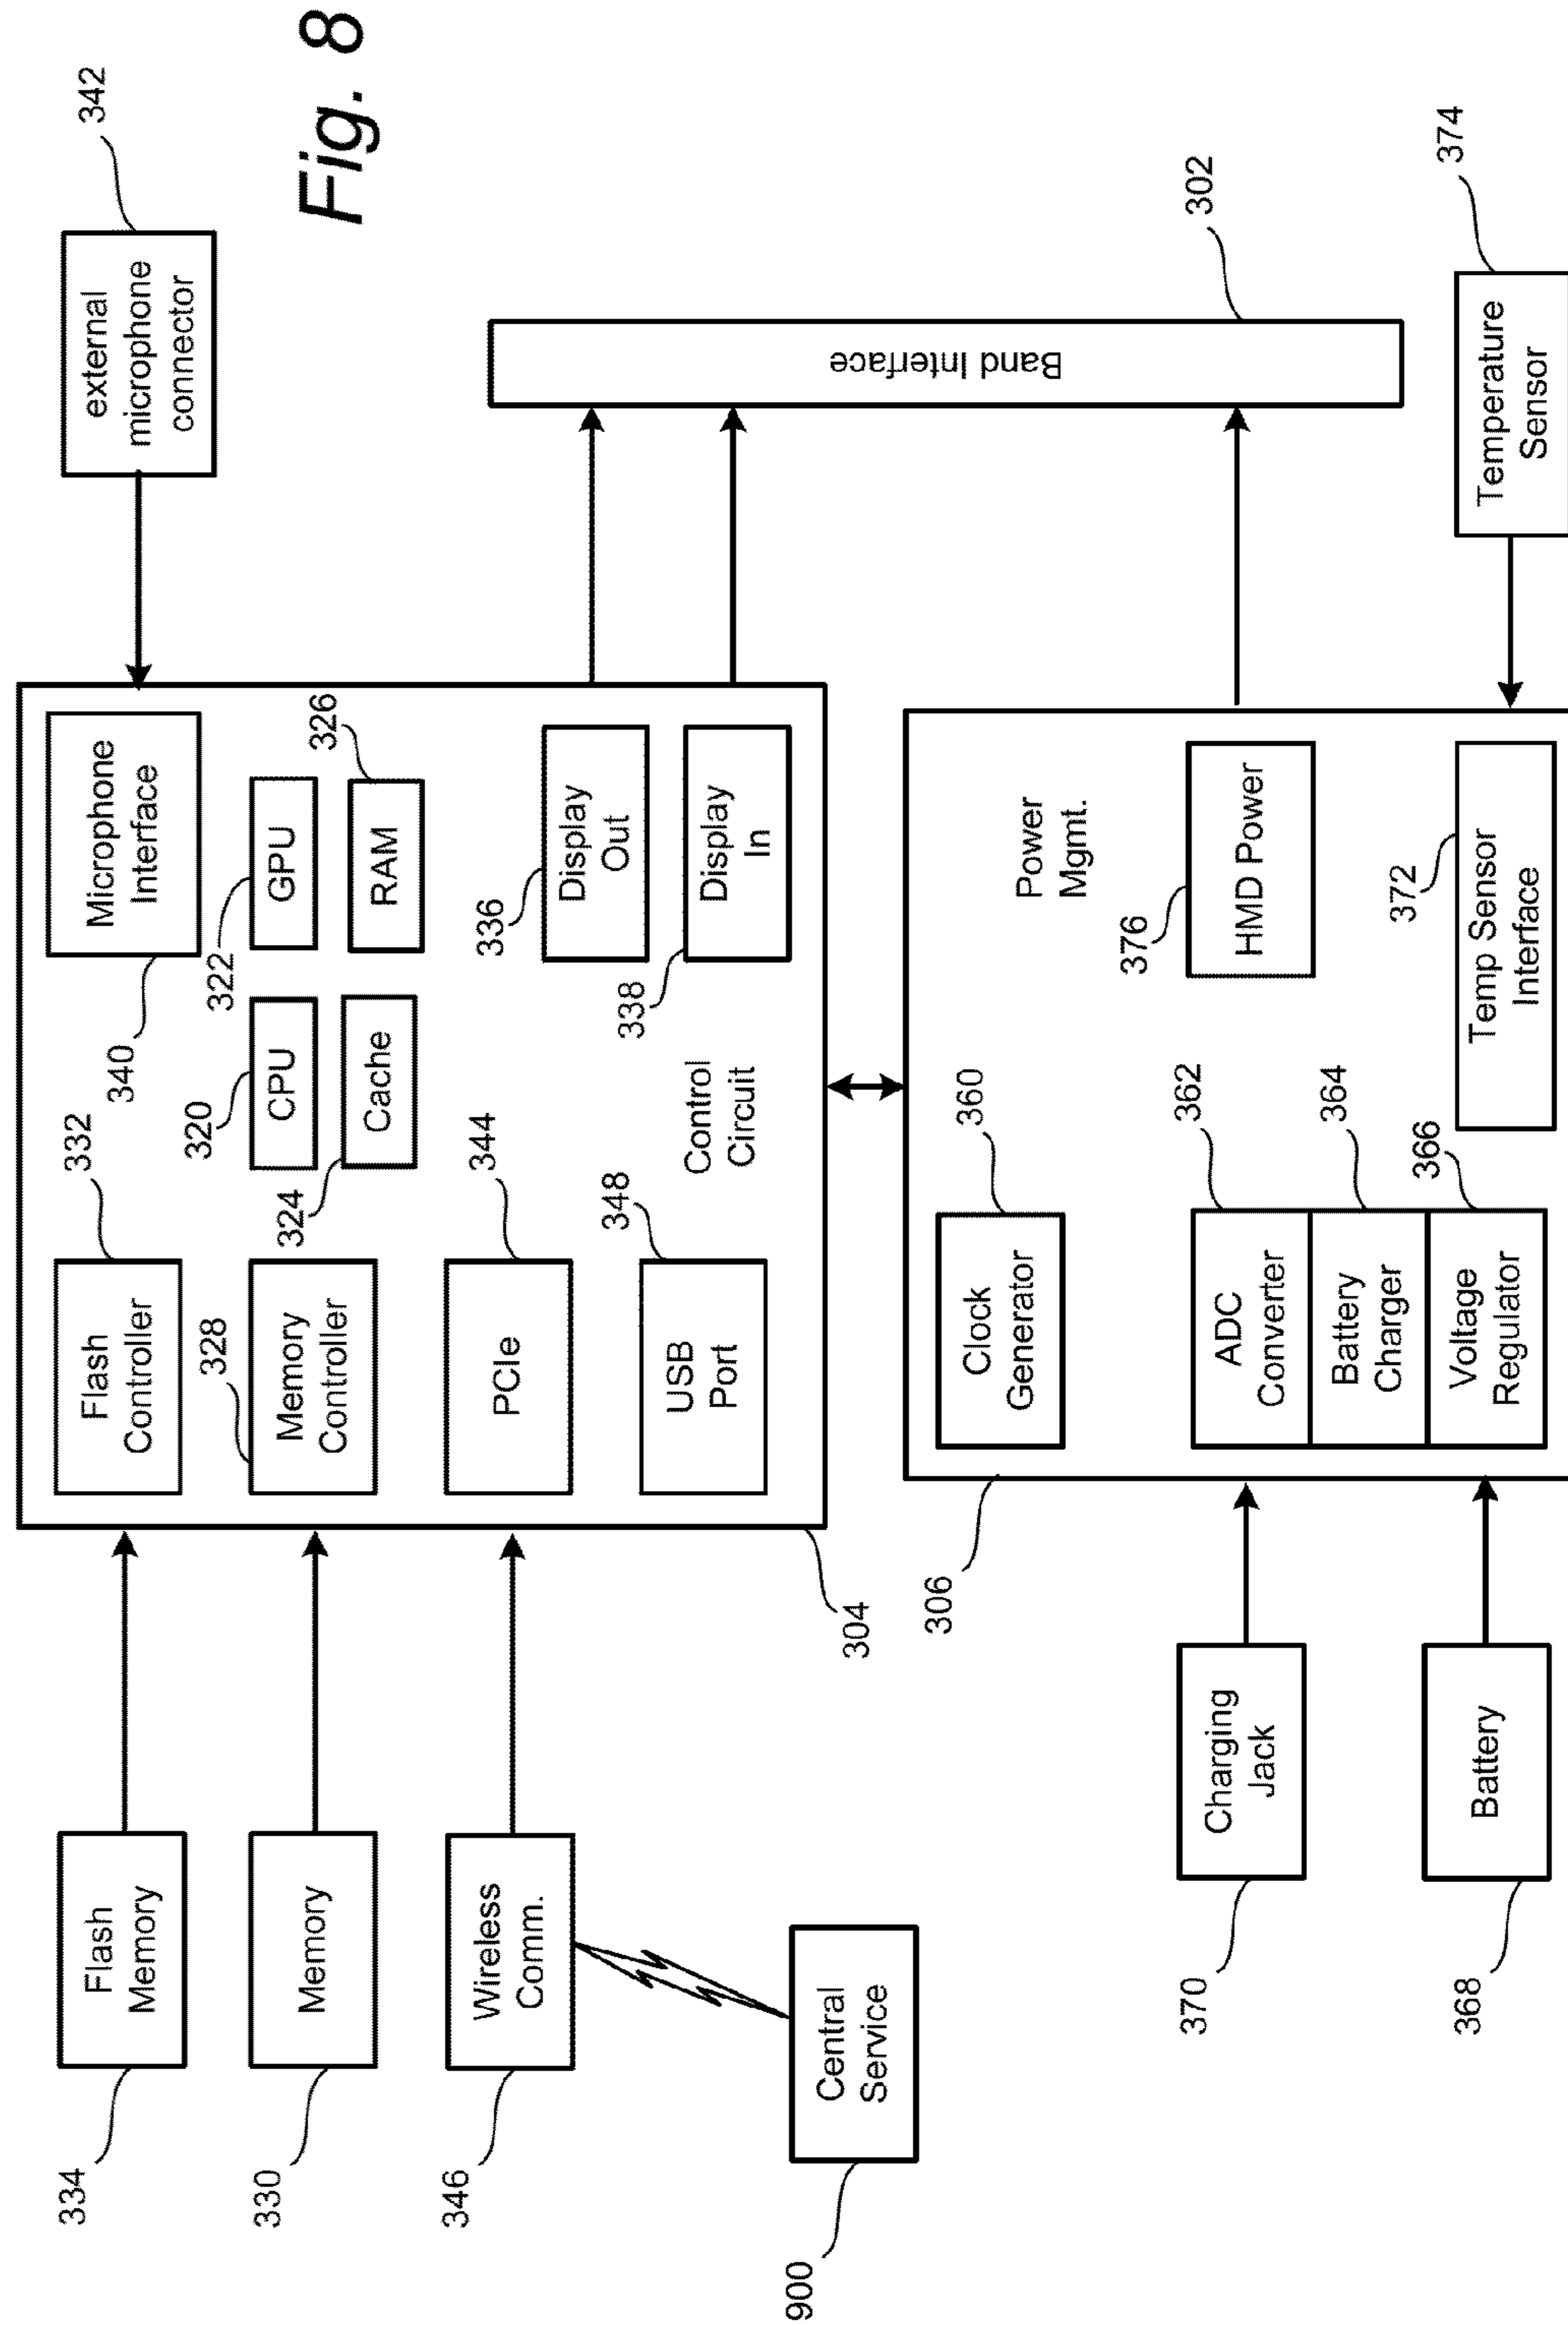 Fig. 8
334
Flash
Memory
330
Memory
346
Wireless
Comm.
900
Central
Service
304
332
Flash
Controller
328
Memory
Controller
344
PCIe
348
USB
Port
320
CPU
322
GPU
324
Cache
326
RAM
340
Microphone
Interface
336
Display
Out
338
Display
In
Control
Circuit
342
external
microphone
connector
302
Band Interface
306
370
Charging
Jack
368
Battery
360
Clock
Generator
362
ADC
Converter
364
Battery
Charger
366
Voltage
Regulator
Power
Mgmt.
376
HMD Power
372
Temp Sensor
Interface
374
Temperature
Sensor